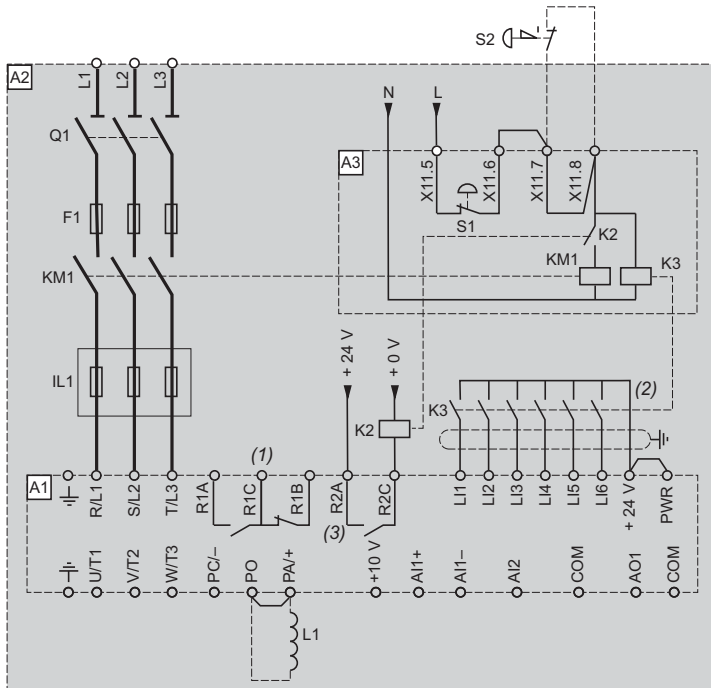 S2
A2
L1 L2 L3
N L
Q1
A3
X11.5 X11.6 X11.7 X11.8
S1
K2
F1
KM1 K3
KM1
+ 24 V + 0 V
IL1
(2)
K3
K2
(1)
A1
R/L1 S/L2 T/L3 R1A R1C R1B R2A R2C LI1 LI2 LI3 LI4 LI5 LI6 + 24 V PWR
(3)
U/T1 V/T2 W/T3 PC/– PO PA/+ +10 V AI1+ AI1– AI2 COM AO1 COM
L1